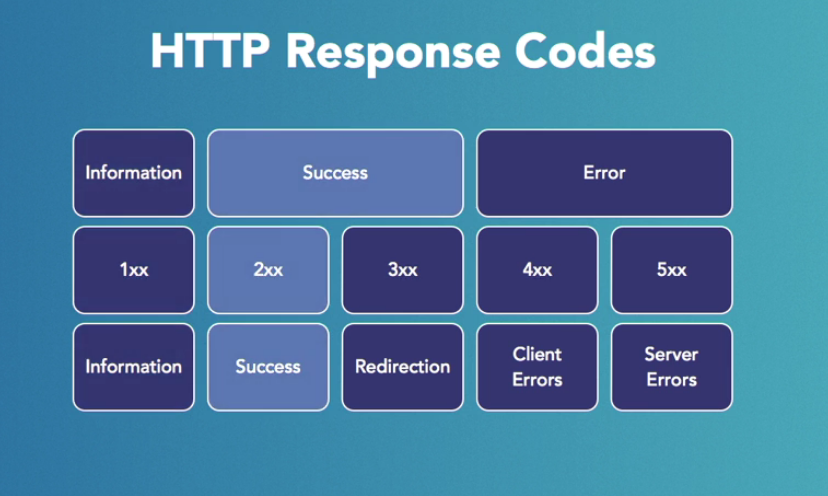 HTTP Response Codes
Information
Success
Error
1xx
2xx
3xx
4xx
5xx
Information
Success
Redirection
Client
Errors
Server
Errors